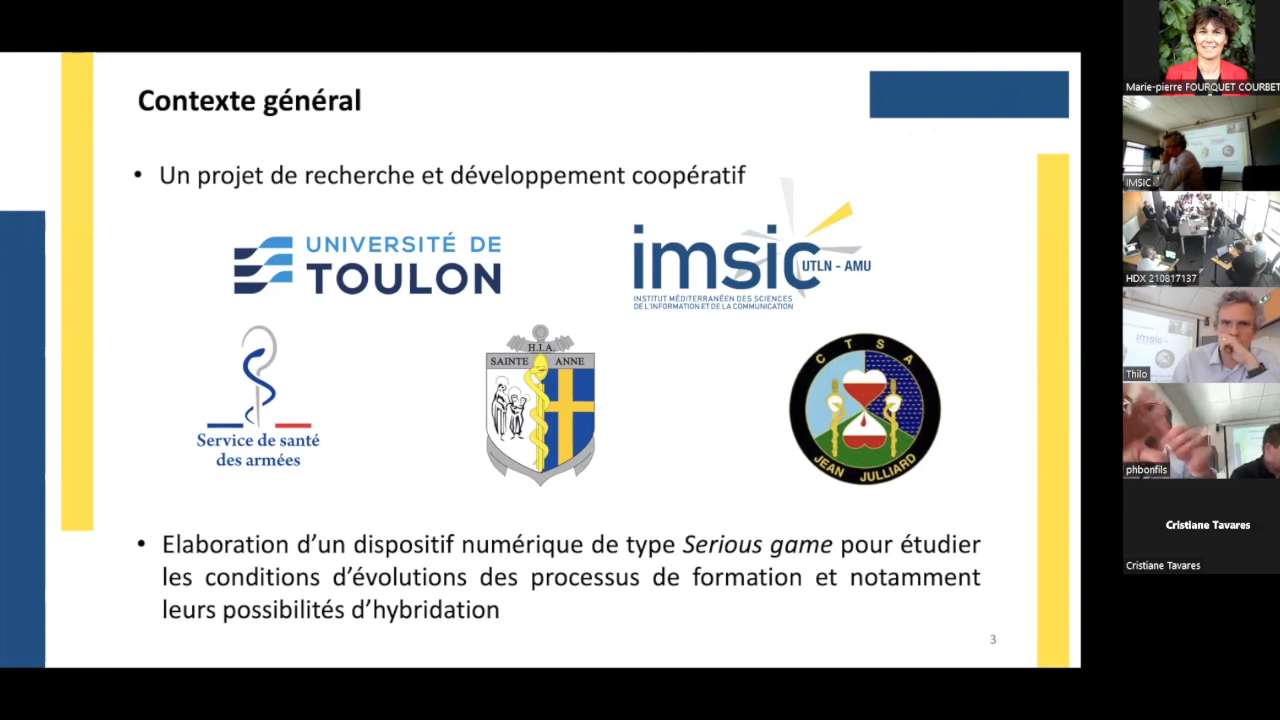 Contexte général
• Un projet de recherche et développement coopératif
UNIVERSITÉ DE
TOULON
imsic
UTLN - AMU
INSTITUT MÉDITERRANÉEN DES SCIENCES
DE L'INFORMATION ET DE LA COMMUNICATION
Service de santé
des armées
H.I.A.
SAINTE ANNE
CTSA
JEAN JULLIARD
• Elaboration d'un dispositif numérique de type Serious game pour étudier
les conditions d'évolutions des processus de formation et notamment
leurs possibilités d'hybridation
3
Marie-pierre FOURQUET COURBET
IMSIC
HDX 210817137
imsic
Thilo
phbonfils
Cristiane Tavares
Cristiane Tavares